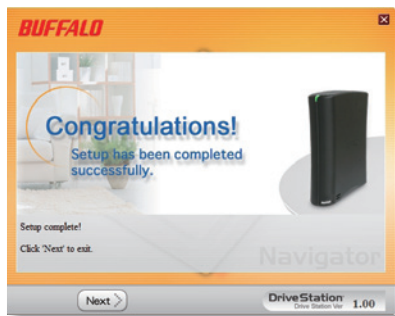 BUFFALO
Congratulations!
Setup has been completed
successfully.
Setup complete!
Click 'Next' to exit.
Navigator
Next
DriveStation
Drive Station Ver 1.00